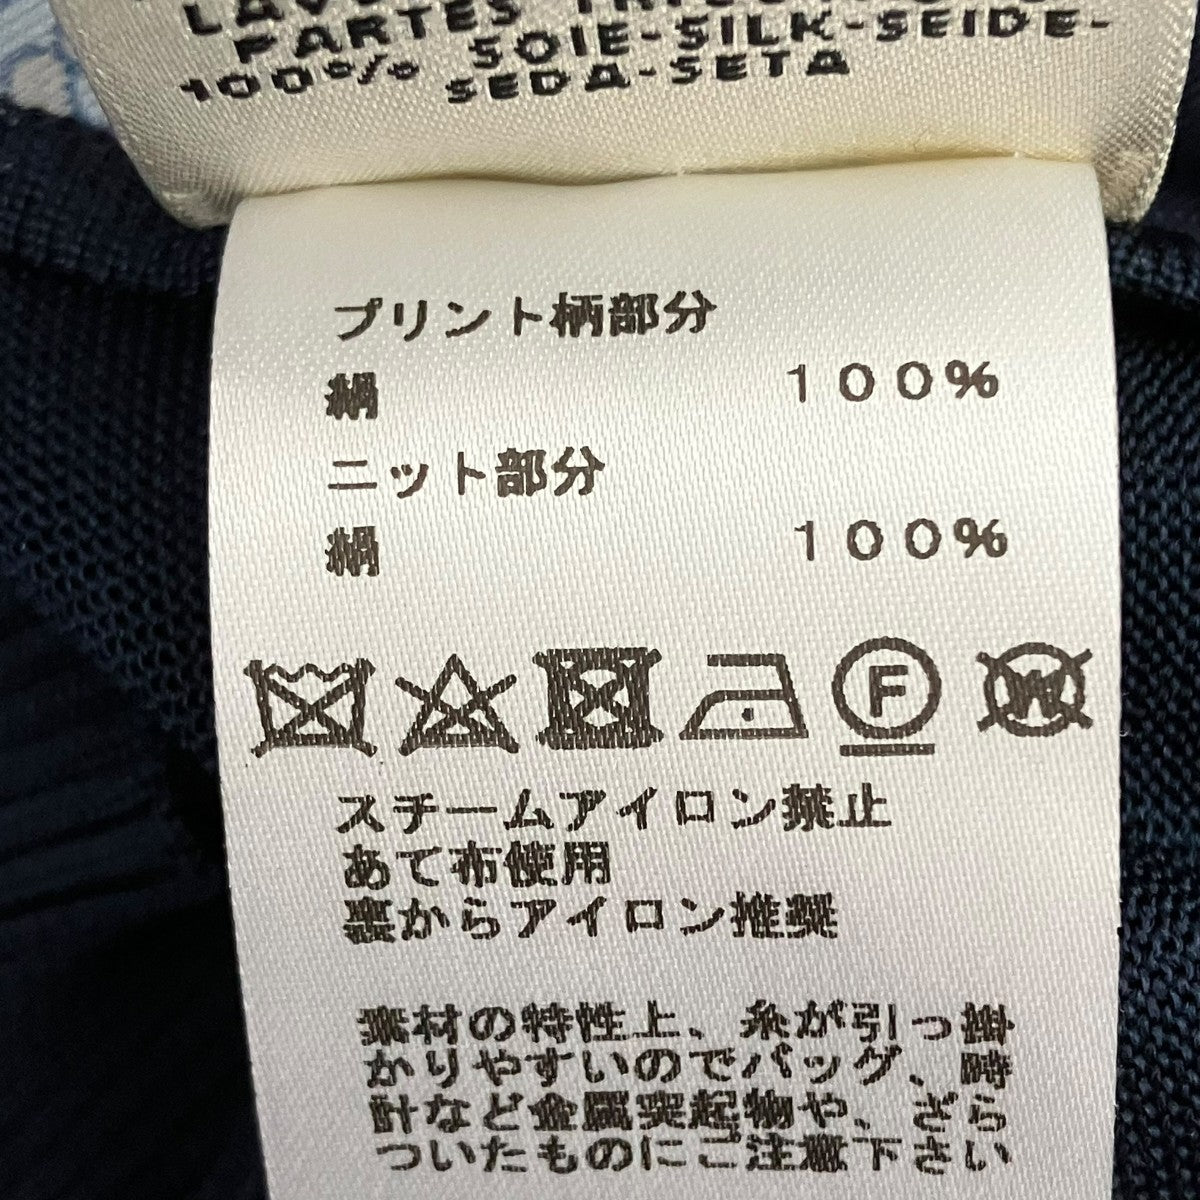 PARTES
100% SOIE-SILK-SEIDE-
SEDA-SETA
プリント柄部分
絹 100%
ニット部分
絹 100%
F W
スチームアイロン禁止
あて布使用
裏からアイロン推奨
素材の特性上、糸が引っ掛
かりやすいのでバッグ、時
計など金属突起物や、ざら
ついたものにご注意下さい